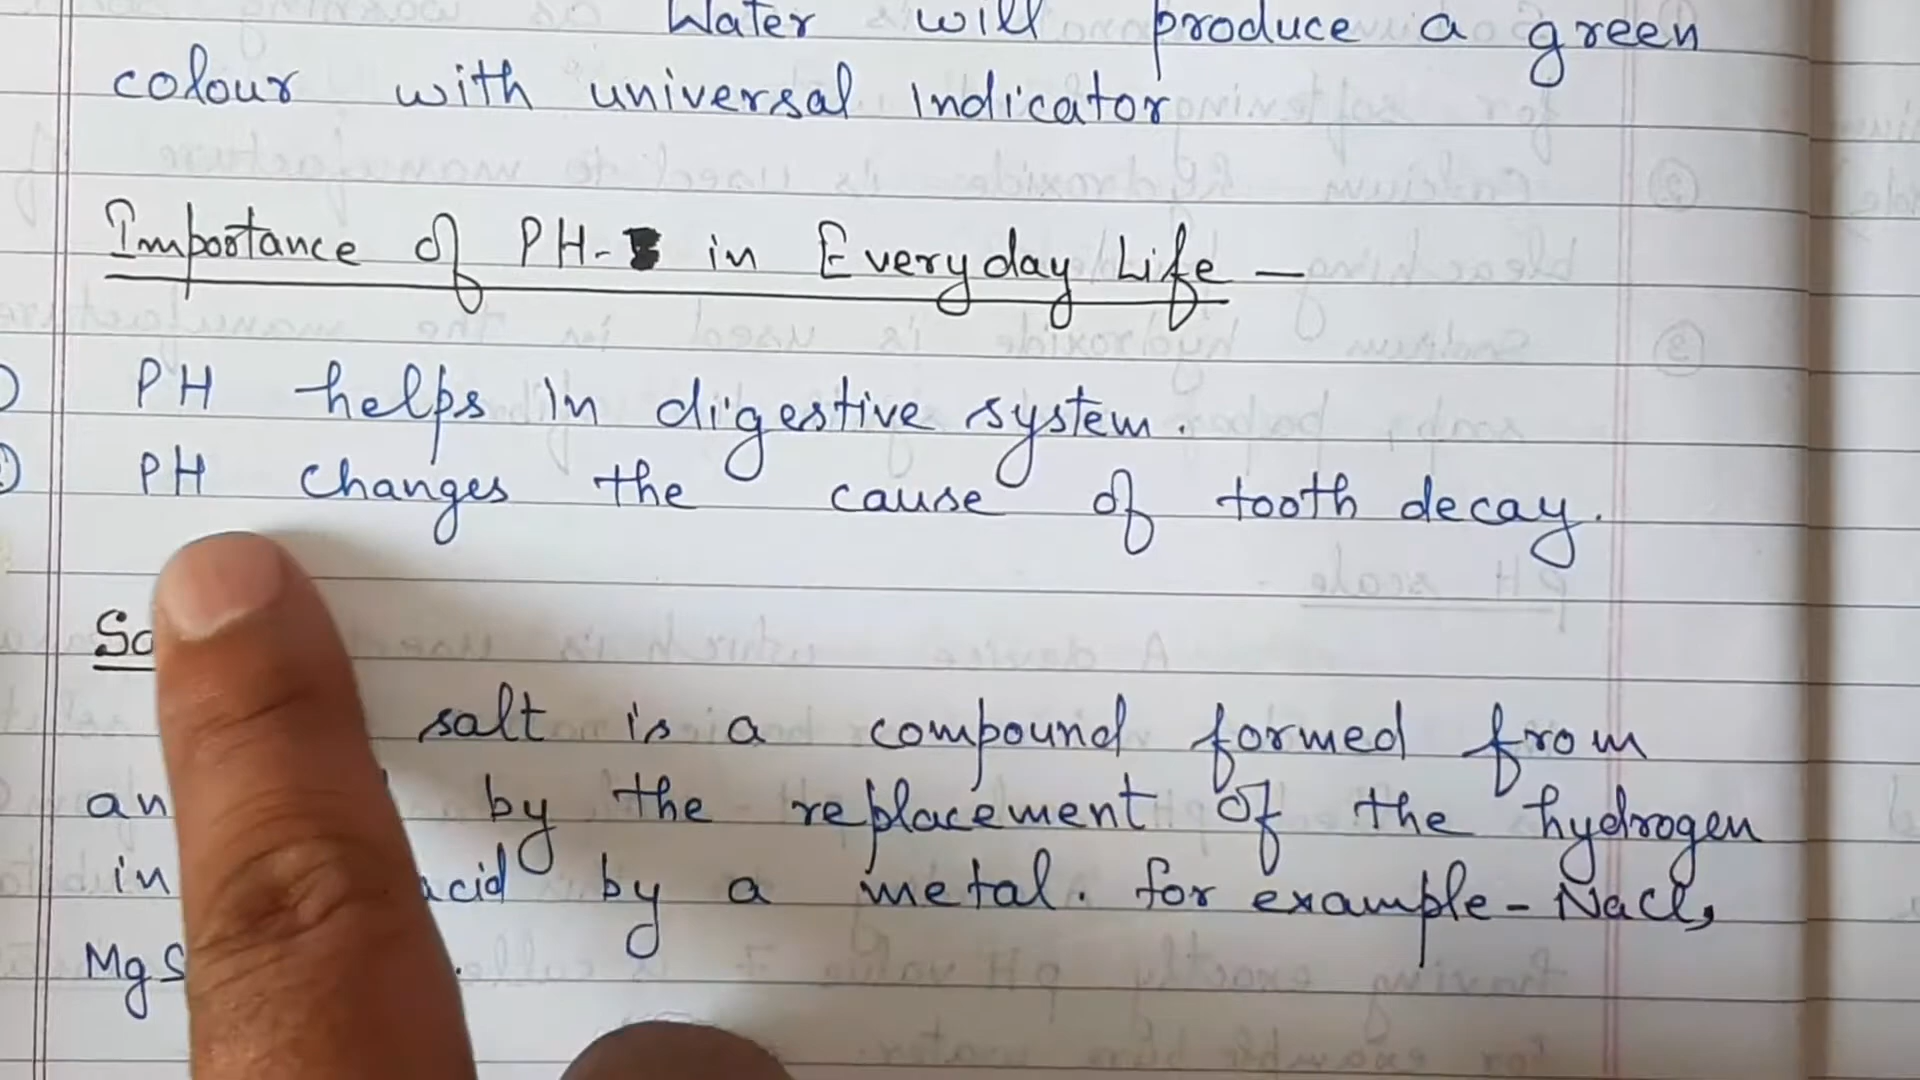 Water will produce a green
colour with universal Indicator
Importance of PH- in Everyday Life —
PH helps in digestive system.
PH changes the cause of tooth decay.
salt is a compound formed from
an by the replacement of the hydrogen
in acid by a metal. for example - NaCl,